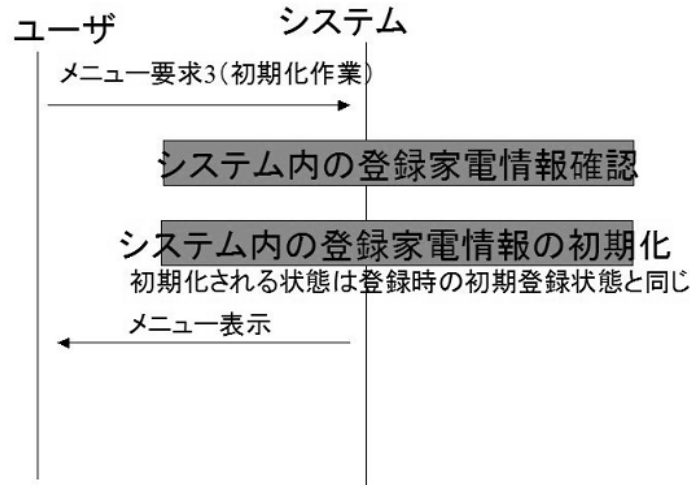 ユーザ
システム
メニュー要求3(初期化作業)
システム内の登録家電情報確認
システム内の登録家電情報の初期化
初期化される状態は登録時の初期登録状態と同じ
メニュー表示